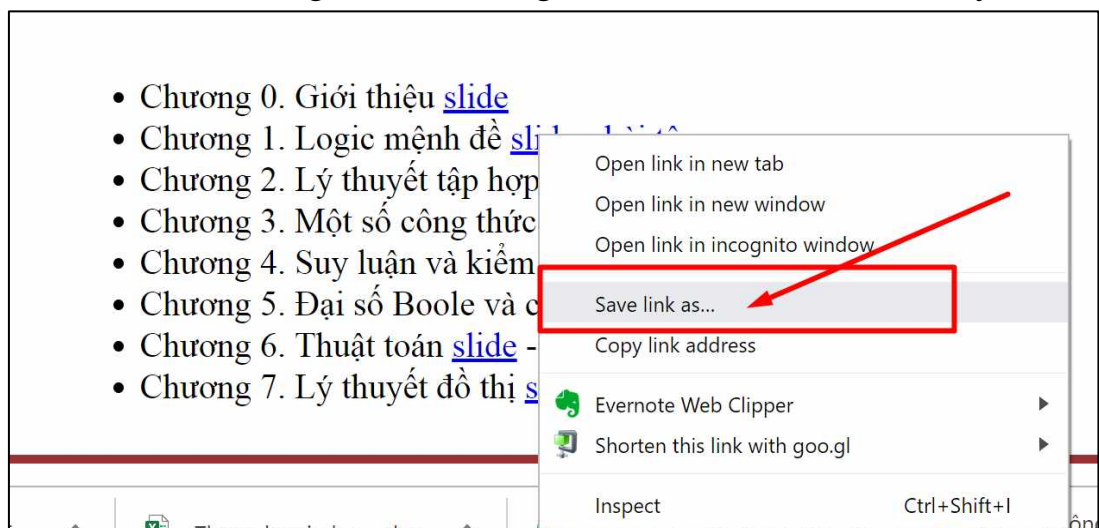 • Chương 0. Giới thiệu slide
• Chương 1. Logic mệnh đề
• Chương 2. Lý thuyết tập hợp
• Chương 3. Một số công thức
• Chương 4. Suy luận và kiểm
• Chương 5. Đại số Boole và
• Chương 6. Thuật toán slide -
• Chương 7. Lý thuyết đồ thị
Open link in new tab
Open link in new window
Open link in incognito window
Save link as...
Copy link address
Evernote Web Clipper
Shorten this link with goo.gl
Inspect Ctrl+Shift+I